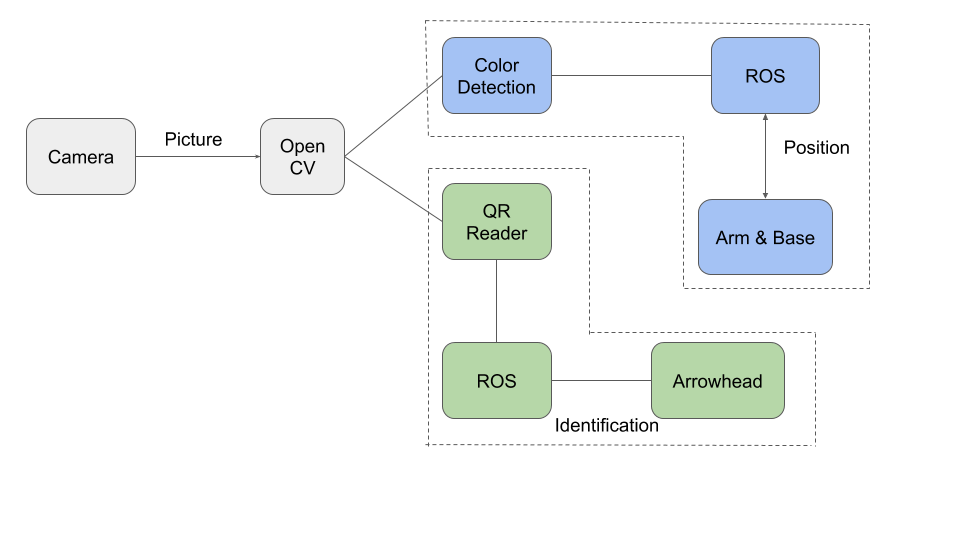 Camera
Picture
Open
CV
Color
Detection
ROS
Position
Arm & Base
QR
Reader
ROS
Arrowhead
Identification